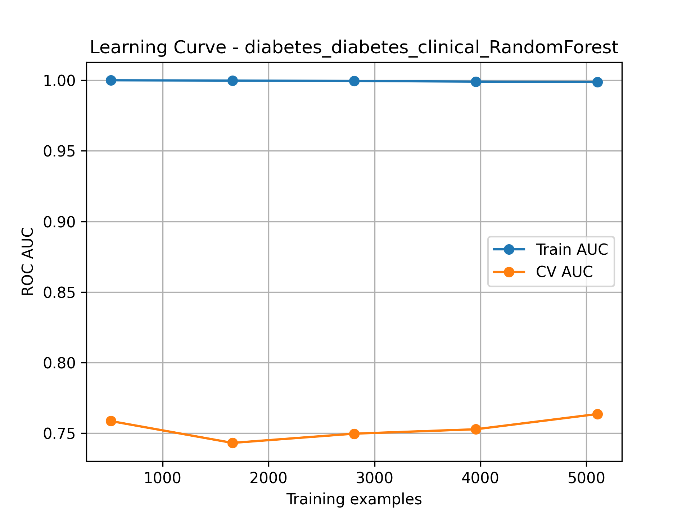 Learning Curve - diabetes_diabetes_clinical_RandomForest
1.00
0.95
0.90
0.85
0.80
0.75
ROC AUC
Train AUC
CV AUC
1000 2000 3000 4000 5000
Training examples